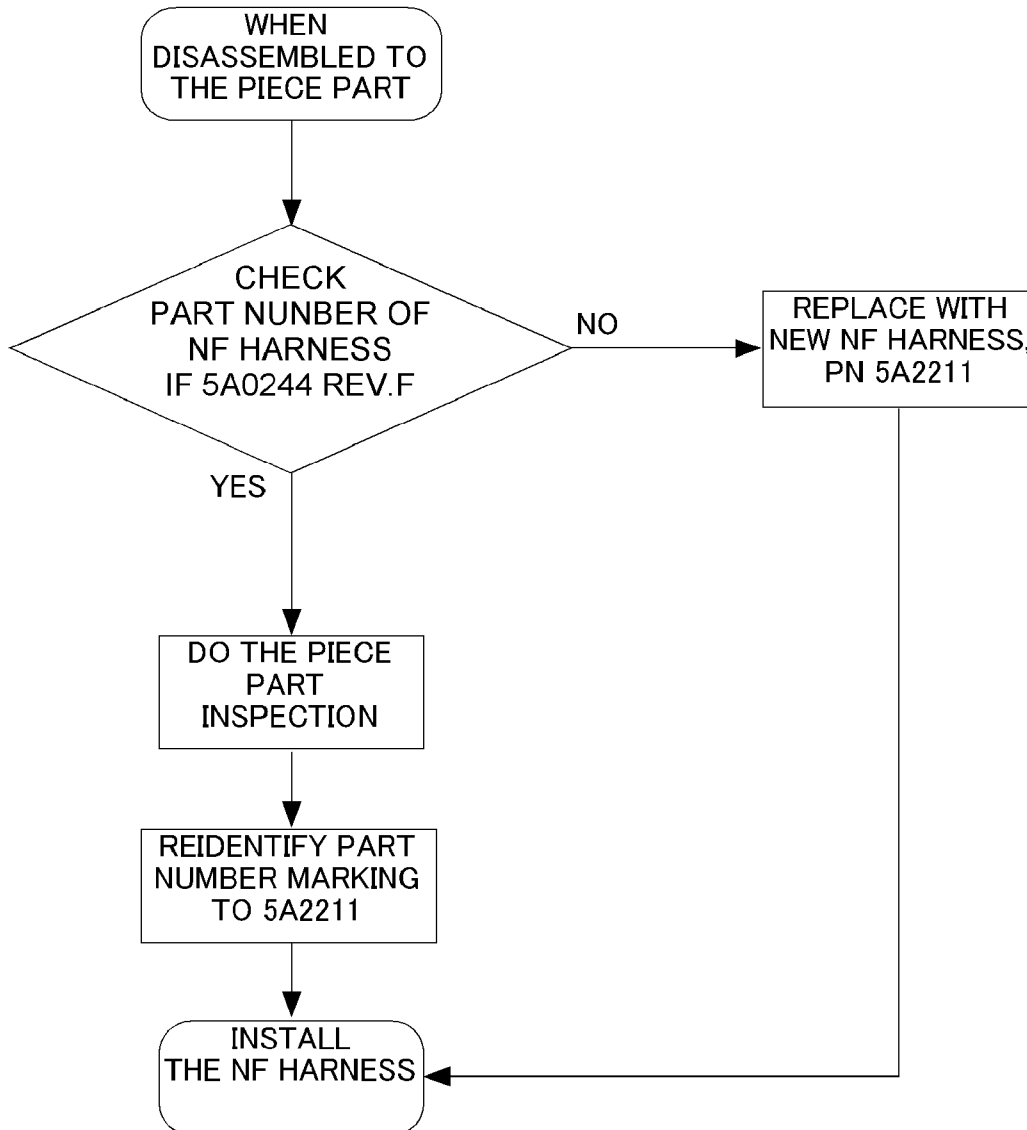 WHEN
DISASSEMBLED TO
THE PIECE PART
CHECK
PART NUNBER OF
NF HARNESS
IF 5A0244 REV.F
NO
REPLACE WITH
NEW NF HARNESS,
PN 5A2211
YES
DO THE PIECE
PART
INSPECTION
REIDENTIFY PART
NUMBER MARKING
TO 5A2211
INSTALL
THE NF HARNESS